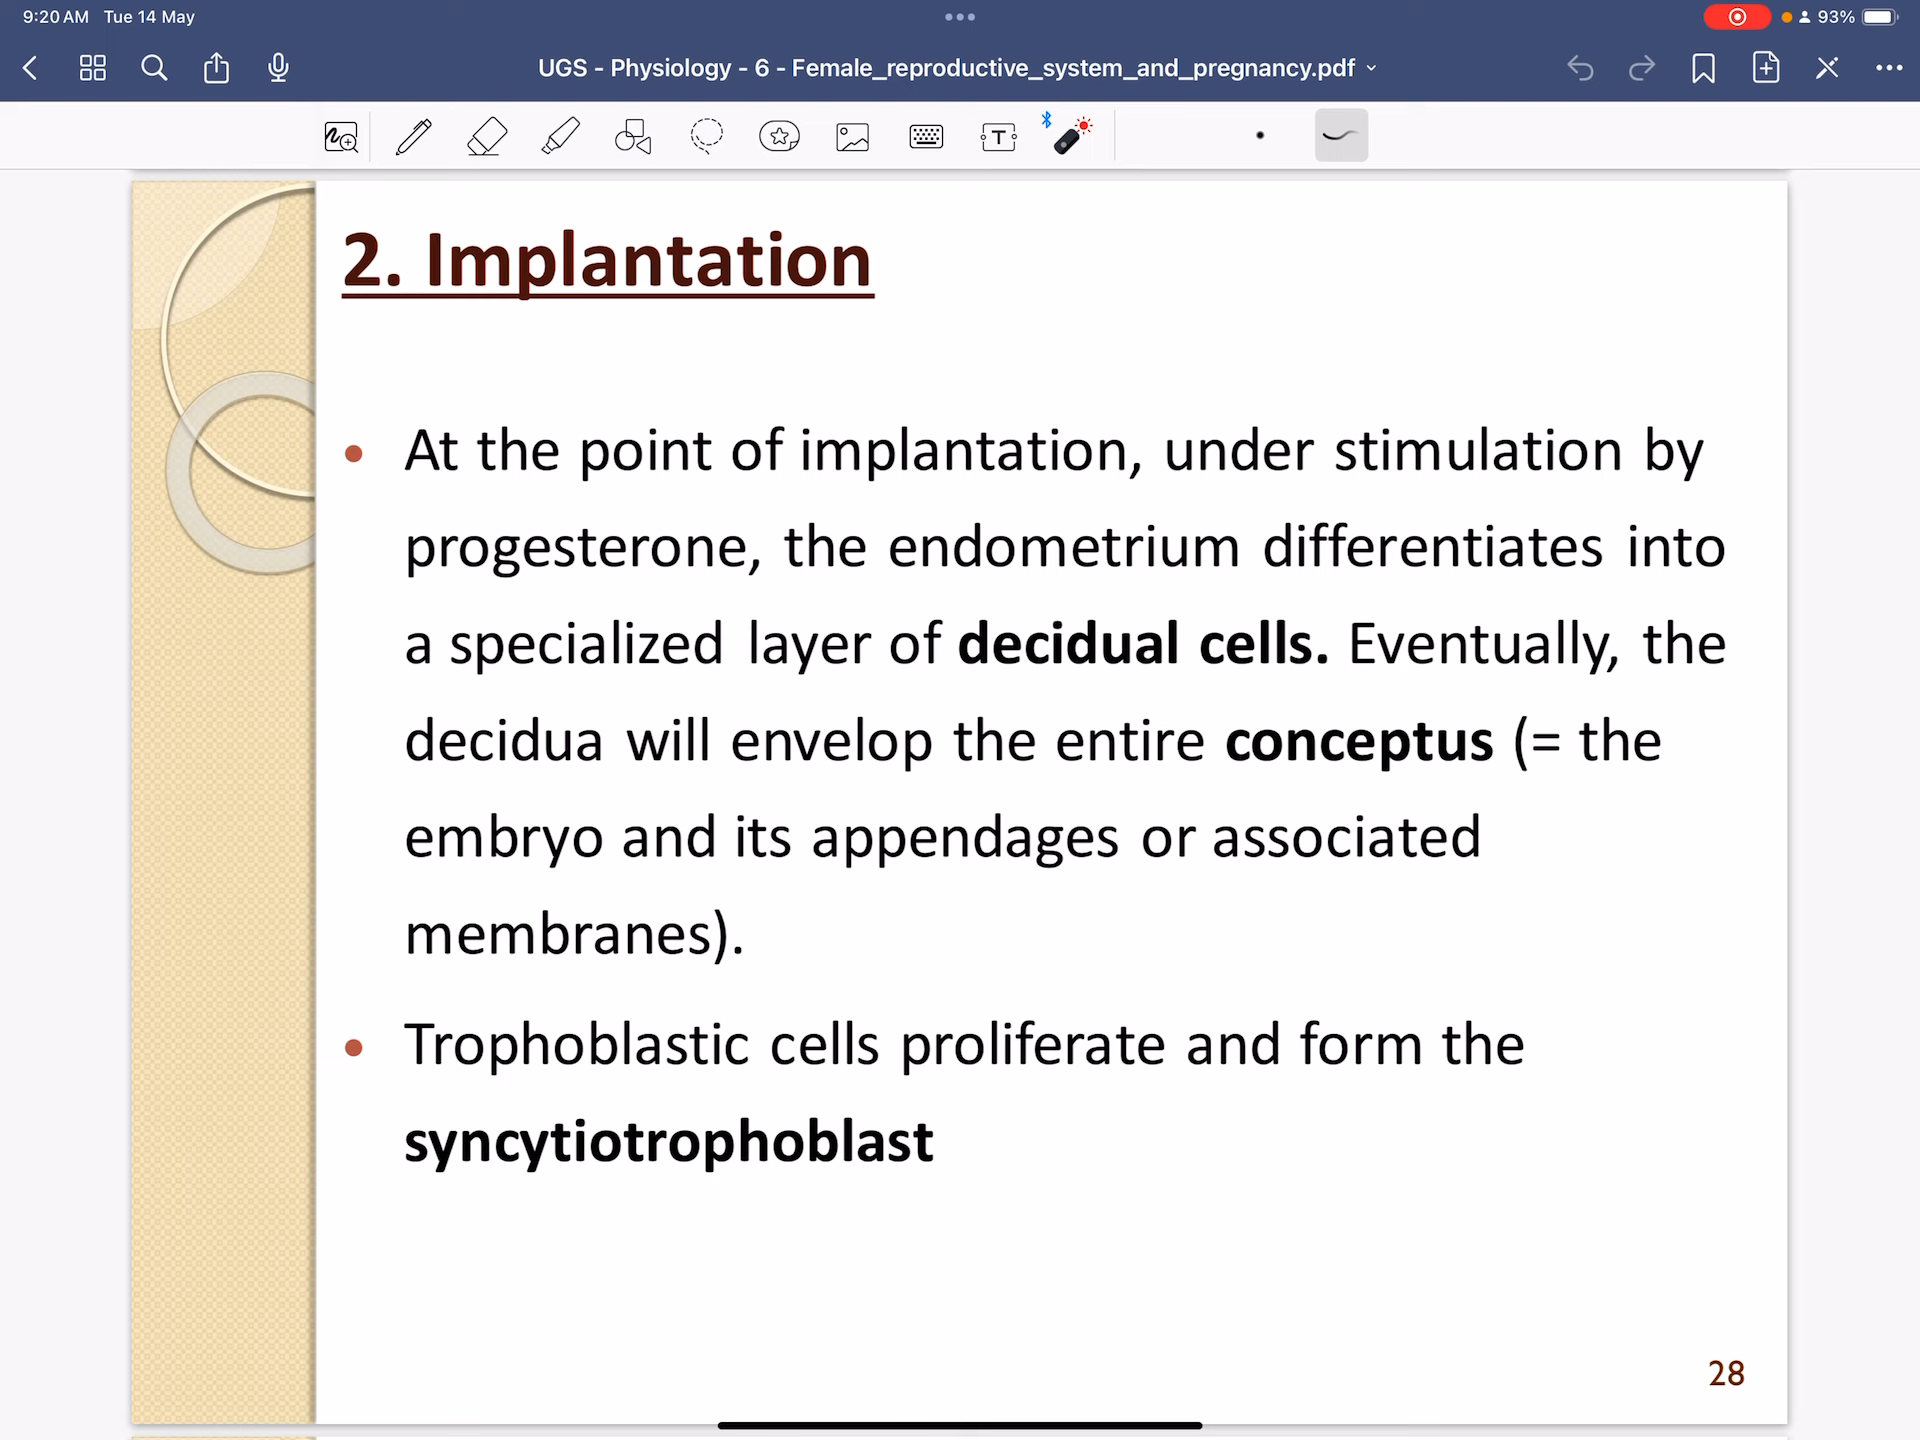 9:20 AM Tue 14 May
93%
UGS - Physiology - 6 - Female_reproductive_system_and_pregnancy.pdf
T
2. Implantation
• At the point of implantation, under stimulation by
progesterone, the endometrium differentiates into
a specialized layer of decidual cells. Eventually, the
decidua will envelop the entire conceptus (= the
embryo and its appendages or associated
membranes).
• Trophoblastic cells proliferate and form the
syncytiotrophoblast
28